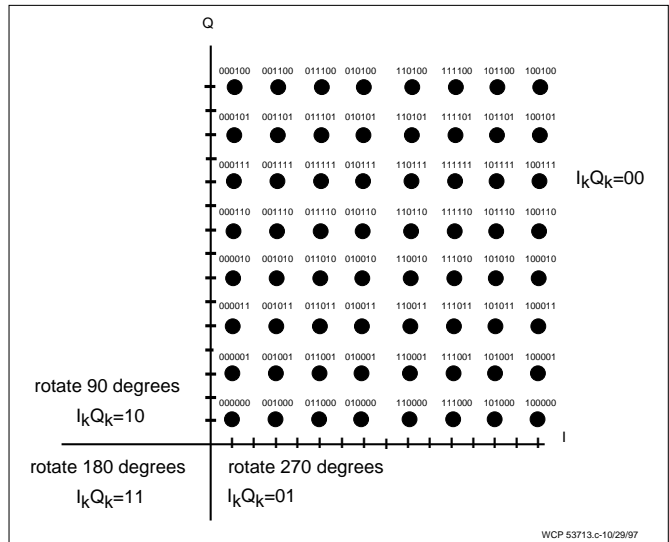 Q
000100 001100 011100 010100 110100 111100 101100 100100
000101 001101 011101 010101 110101 111101 101101 100101
000111 001111 011111 010111 110111 111111 101111 100111
IkQk=00
000110 001110 011110 010110 110110 111110 101110 100110
000010 001010 011010 010010 110010 111010 101010 100010
000011 001011 011011 010011 110011 111011 101011 100011
000001 001001 011001 010001 110001 111001 101001 100001
rotate 90 degrees
IkQk=10
000000 001000 011000 010000 110000 111000 101000 100000
I
rotate 180 degrees rotate 270 degrees
IkQk=11 IkQk=01
WCP 53713.c-10/29/97